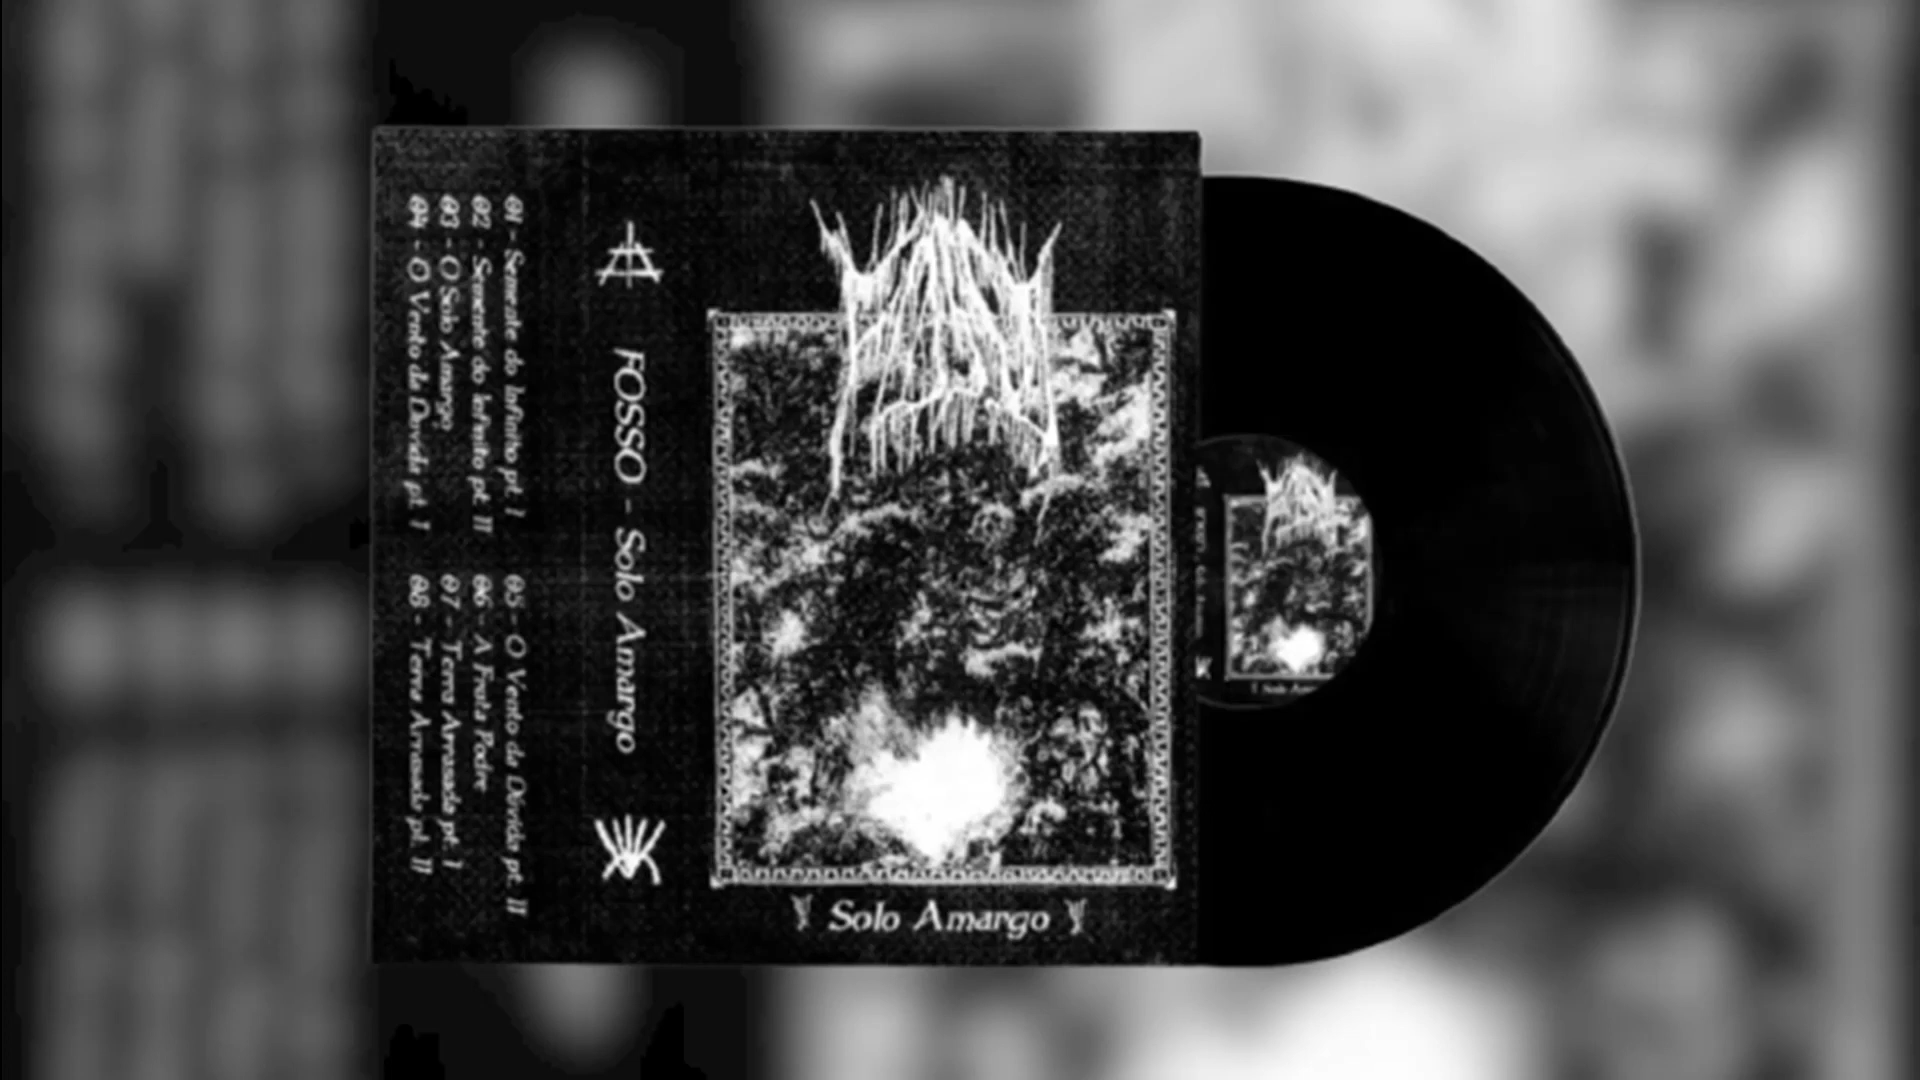 01 - Semente do Infinito pt. I
02 - Semente do Infinito pt. II
03 - O Solo Amargo
04 - O Vento da Dúvida pt. I
05 - O Vento da Dúvida pt. II
06 - A Fruta Podre
07 - Terra Arrasada pt. I
08 - Terra Arrasada pt. II
FOSSO - Solo Amargo
Solo Amargo